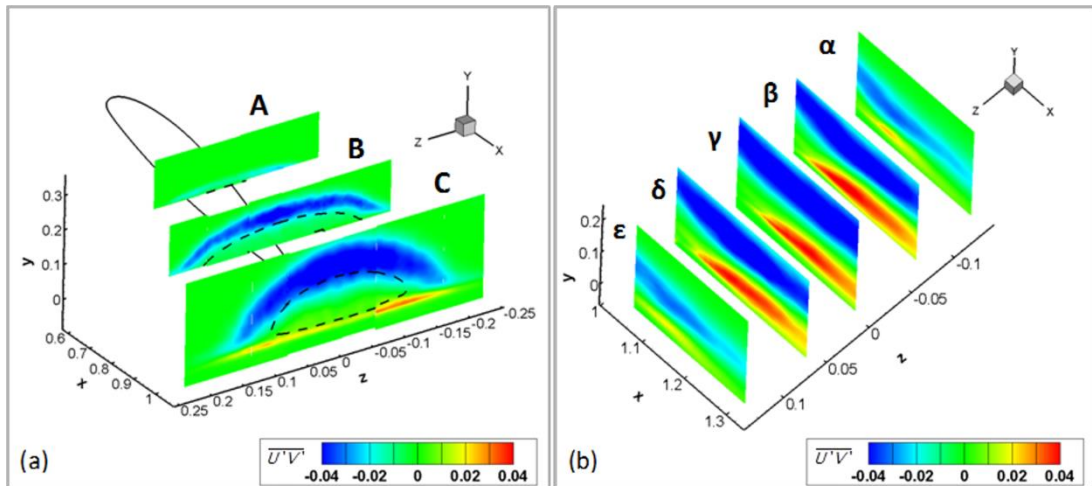 A
B
C
Y
Z
X
0.3
0.2
0.1
0
y
0.6
0.7
0.8
0.9
1
x
0.25
0.2
0.15
0.1
0.05
0
-0.05
-0.1
-0.15
-0.2
-0.25
z
(a)
U'V'
-0.04 -0.02 0 0.02 0.04
α
β
γ
δ
ε
Y
Z
X
0.2
0.1
0
y
1
1.1
1.2
1.3
x
0.1
0.05
0
-0.05
-0.1
z
(b)
U'V'
-0.04 -0.02 0 0.02 0.04